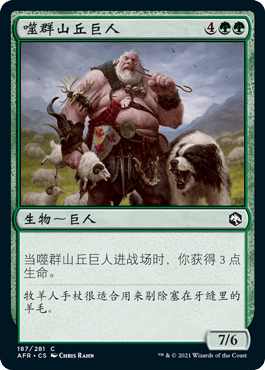 噬群山丘巨人 4
生物～巨人
当噬群山丘巨人进战场时，你获得3点
生命。
牧羊人手杖很适合用来剔除塞在牙缝里的
羊毛。
7/6
187/281 C
AFR • CS CHRIS RAHN
™ & © 2021 Wizards of the Coast